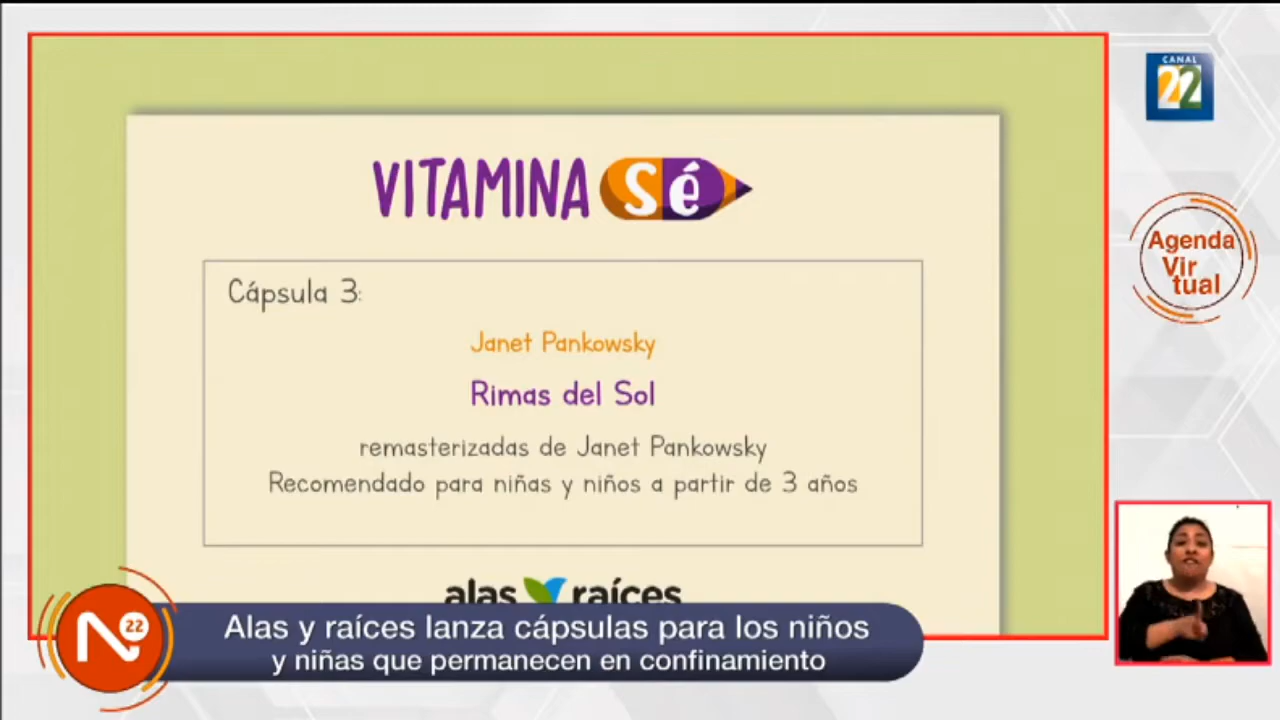 CANAL
22
VITAMINA Sé
Agenda
Vir
tual
Cápsula 3:
Janet Pankowsky
Rimas del Sol
remasterizadas de Janet Pankowsky
Recomendado para niñas y niños a partir de 3 años
alas raíces
N22
Alas y raíces lanza cápsulas para los niños
y niñas que permanecen en confinamiento